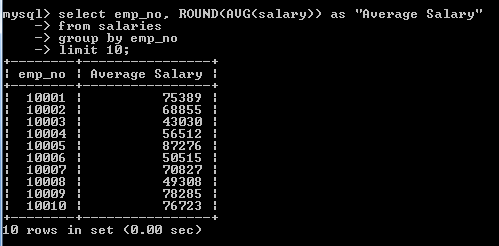 mysql> select emp_no, ROUND(AVG(salary)) as "Average Salary"
    -> from salaries
    -> group by emp_no
    -> limit 10;
+--------+----------------+
| emp_no | Average Salary |
+--------+----------------+
|  10001 |          75389 |
|  10002 |          68855 |
|  10003 |          43030 |
|  10004 |          56512 |
|  10005 |          87276 |
|  10006 |          50515 |
|  10007 |          70827 |
|  10008 |          49308 |
|  10009 |          78285 |
|  10010 |          76723 |
+--------+----------------+
10 rows in set (0.00 sec)